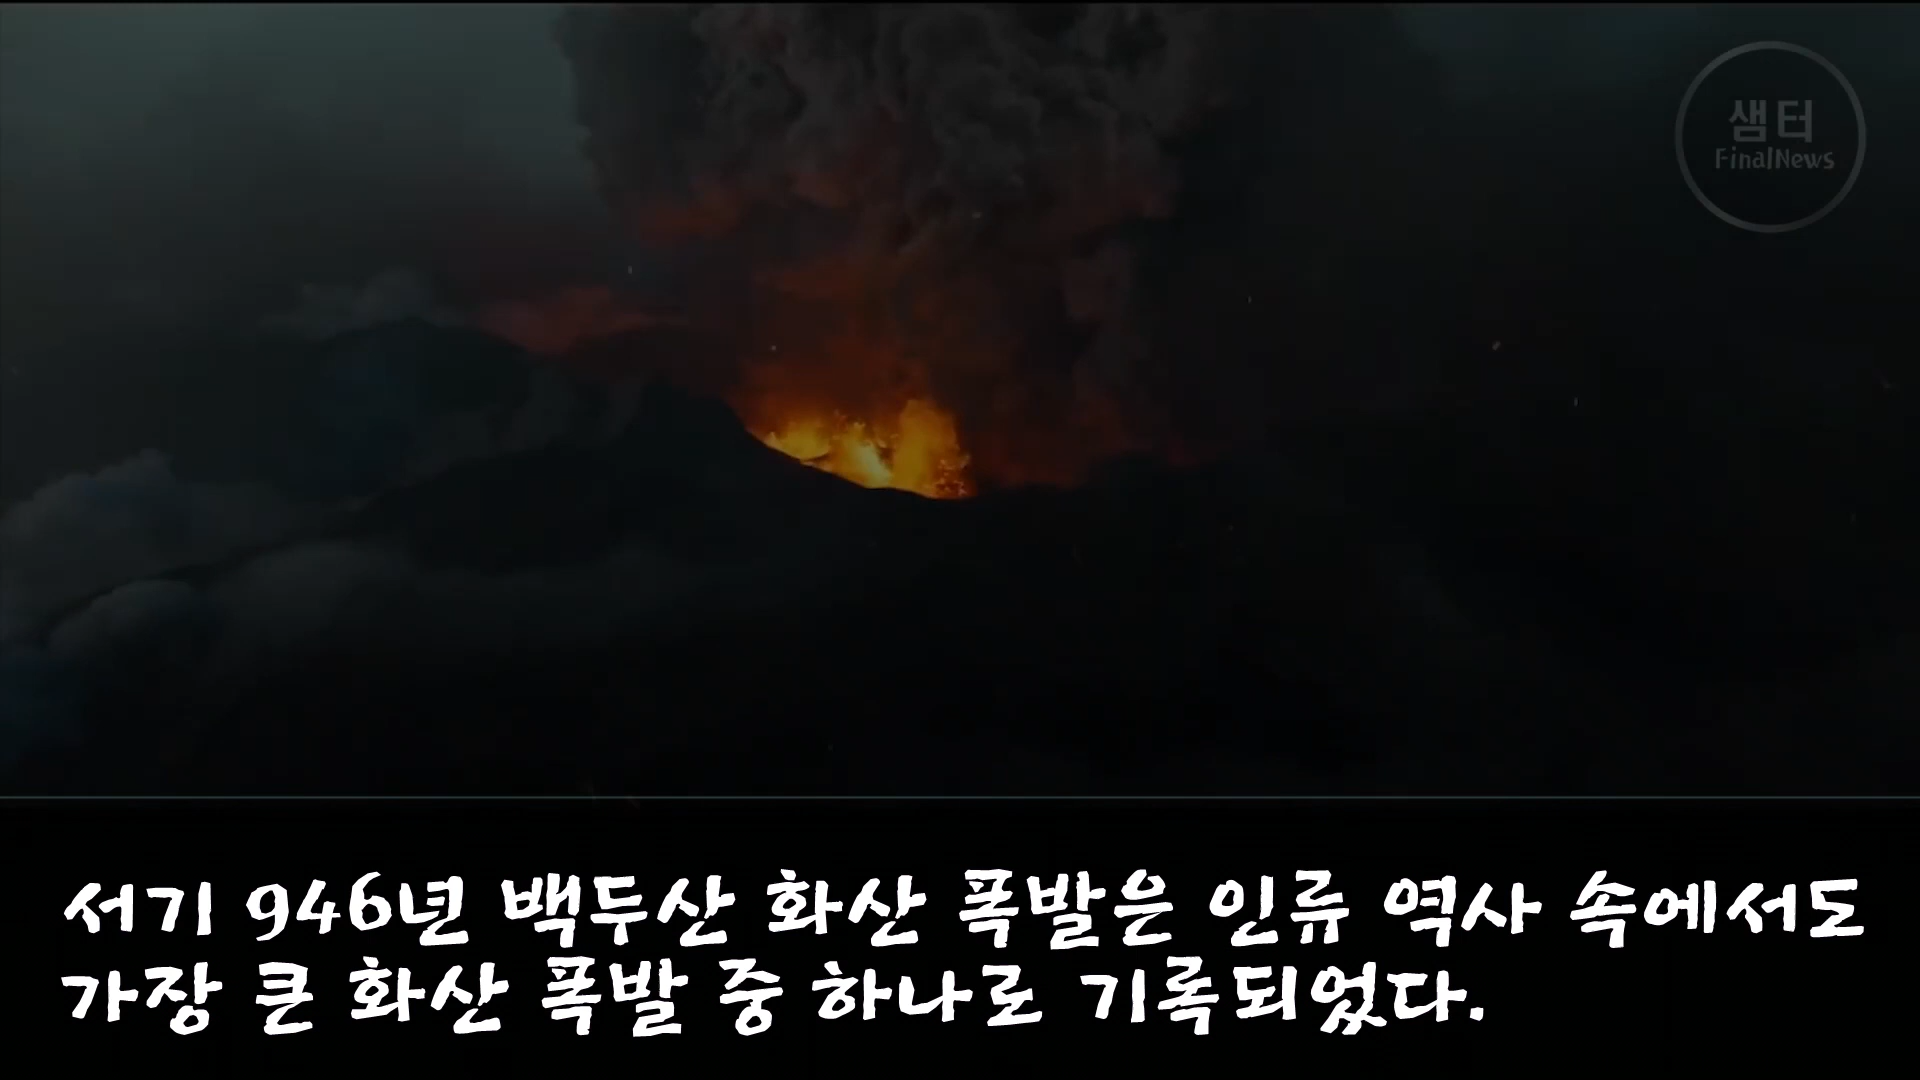 샘터
FinalNews
서기 946년 백두산 화산 폭발은 인류 역사 속에서도
가장 큰 화산 폭발 중 하나로 기록되었다.